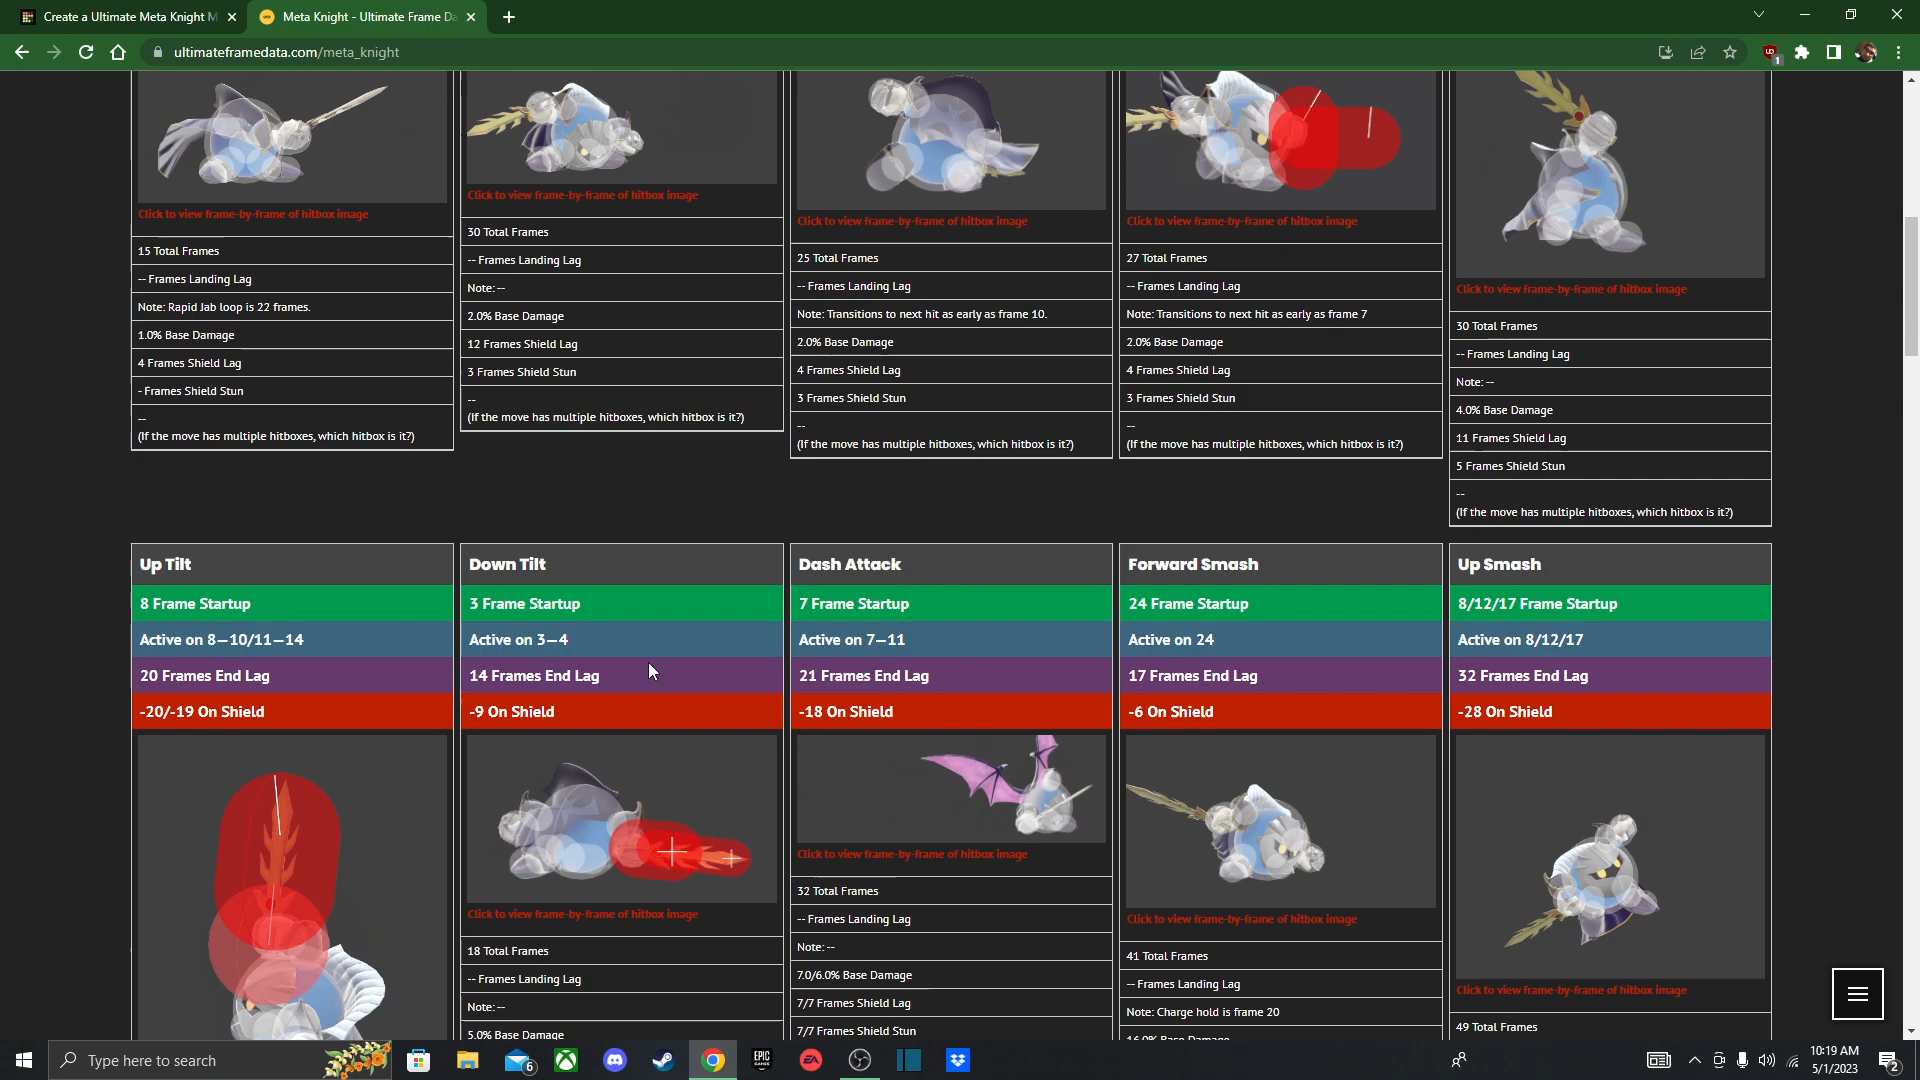 Create a Ultimate Meta Knight M
Meta Knight - Ultimate Frame Da
ultimateframedata.com/meta_knight
1
Click to view frame-by-frame of hitbox image
15 Total Frames
-- Frames Landing Lag
Note: Rapid Jab loop is 22 frames.
1.0% Base Damage
4 Frames Shield Lag
- Frames Shield Stun
--
(If the move has multiple hitboxes, which hitbox is it?)
Click to view frame-by-frame of hitbox image
30 Total Frames
-- Frames Landing Lag
Note: --
2.0% Base Damage
12 Frames Shield Lag
3 Frames Shield Stun
--
(If the move has multiple hitboxes, which hitbox is it?)
Click to view frame-by-frame of hitbox image
25 Total Frames
-- Frames Landing Lag
Note: Transitions to next hit as early as frame 10.
2.0% Base Damage
4 Frames Shield Lag
3 Frames Shield Stun
--
(If the move has multiple hitboxes, which hitbox is it?)
Click to view frame-by-frame of hitbox image
27 Total Frames
-- Frames Landing Lag
Note: Transitions to next hit as early as frame 7
2.0% Base Damage
4 Frames Shield Lag
3 Frames Shield Stun
--
(If the move has multiple hitboxes, which hitbox is it?)
Click to view frame-by-frame of hitbox image
30 Total Frames
-- Frames Landing Lag
Note: --
4.0% Base Damage
11 Frames Shield Lag
5 Frames Shield Stun
--
(If the move has multiple hitboxes, which hitbox is it?)
Up Tilt
8 Frame Startup
Active on 8—10/11—14
20 Frames End Lag
-20/-19 On Shield
Down Tilt
3 Frame Startup
Active on 3—4
14 Frames End Lag
-9 On Shield
Click to view frame-by-frame of hitbox image
18 Total Frames
-- Frames Landing Lag
Note: --
5.0% Base Damage
Dash Attack
7 Frame Startup
Active on 7—11
21 Frames End Lag
-18 On Shield
Click to view frame-by-frame of hitbox image
32 Total Frames
-- Frames Landing Lag
Note: --
7.0/6.0% Base Damage
7/7 Frames Shield Lag
7/7 Frames Shield Stun
Forward Smash
24 Frame Startup
Active on 24
17 Frames End Lag
-6 On Shield
Click to view frame-by-frame of hitbox image
41 Total Frames
-- Frames Landing Lag
Note: Charge hold is frame 20
16.0% Base Damage
Up Smash
8/12/17 Frame Startup
Active on 8/12/17
32 Frames End Lag
-28 On Shield
Click to view frame-by-frame of hitbox image
49 Total Frames
Type here to search
6
EPIC GAMES
EA
10:19 AM
5/1/2023
2